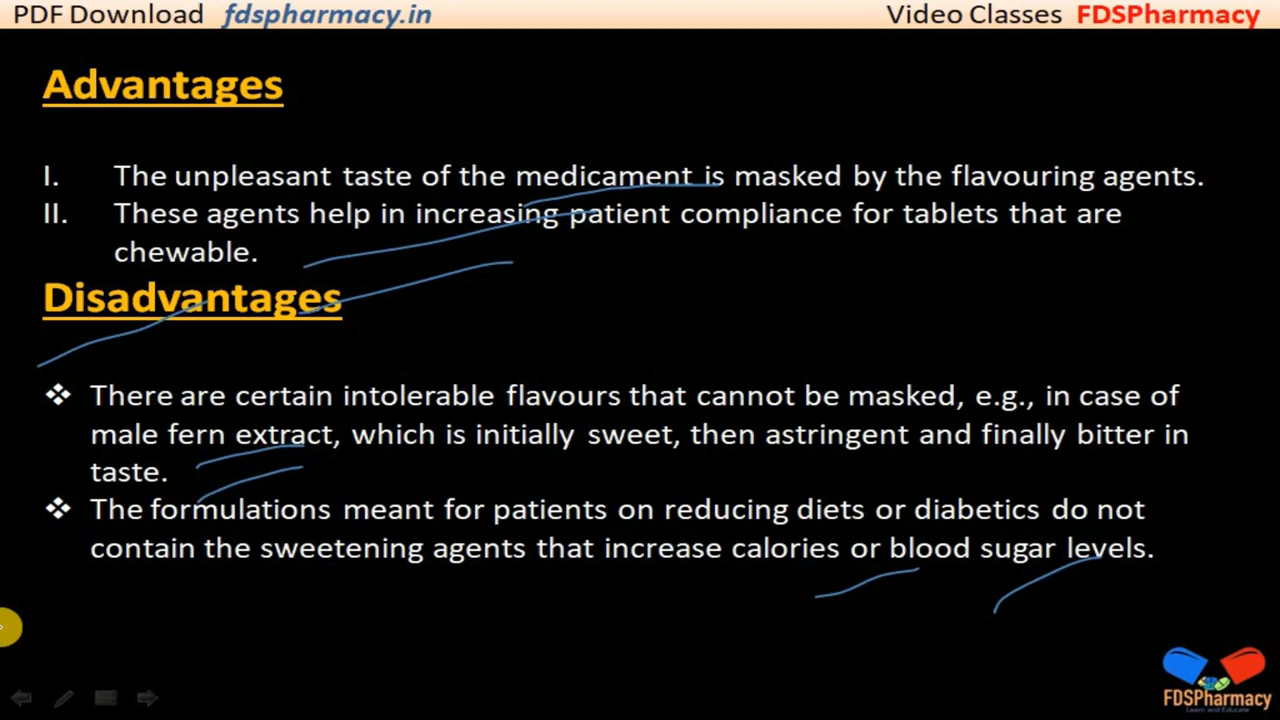 PDF Download fdspharmacy.in Video Classes FDSPharmacy
Advantages
I. The unpleasant taste of the medicament is masked by the flavouring agents.
II. These agents help in increasing patient compliance for tablets that are
chewable.
Disadvantages
❖ There are certain intolerable flavours that cannot be masked, e.g., in case of
male fern extract, which is initially sweet, then astringent and finally bitter in
taste.
❖ The formulations meant for patients on reducing diets or diabetics do not
contain the sweetening agents that increase calories or blood sugar levels.
FDSPharmacy
Learn and Educate